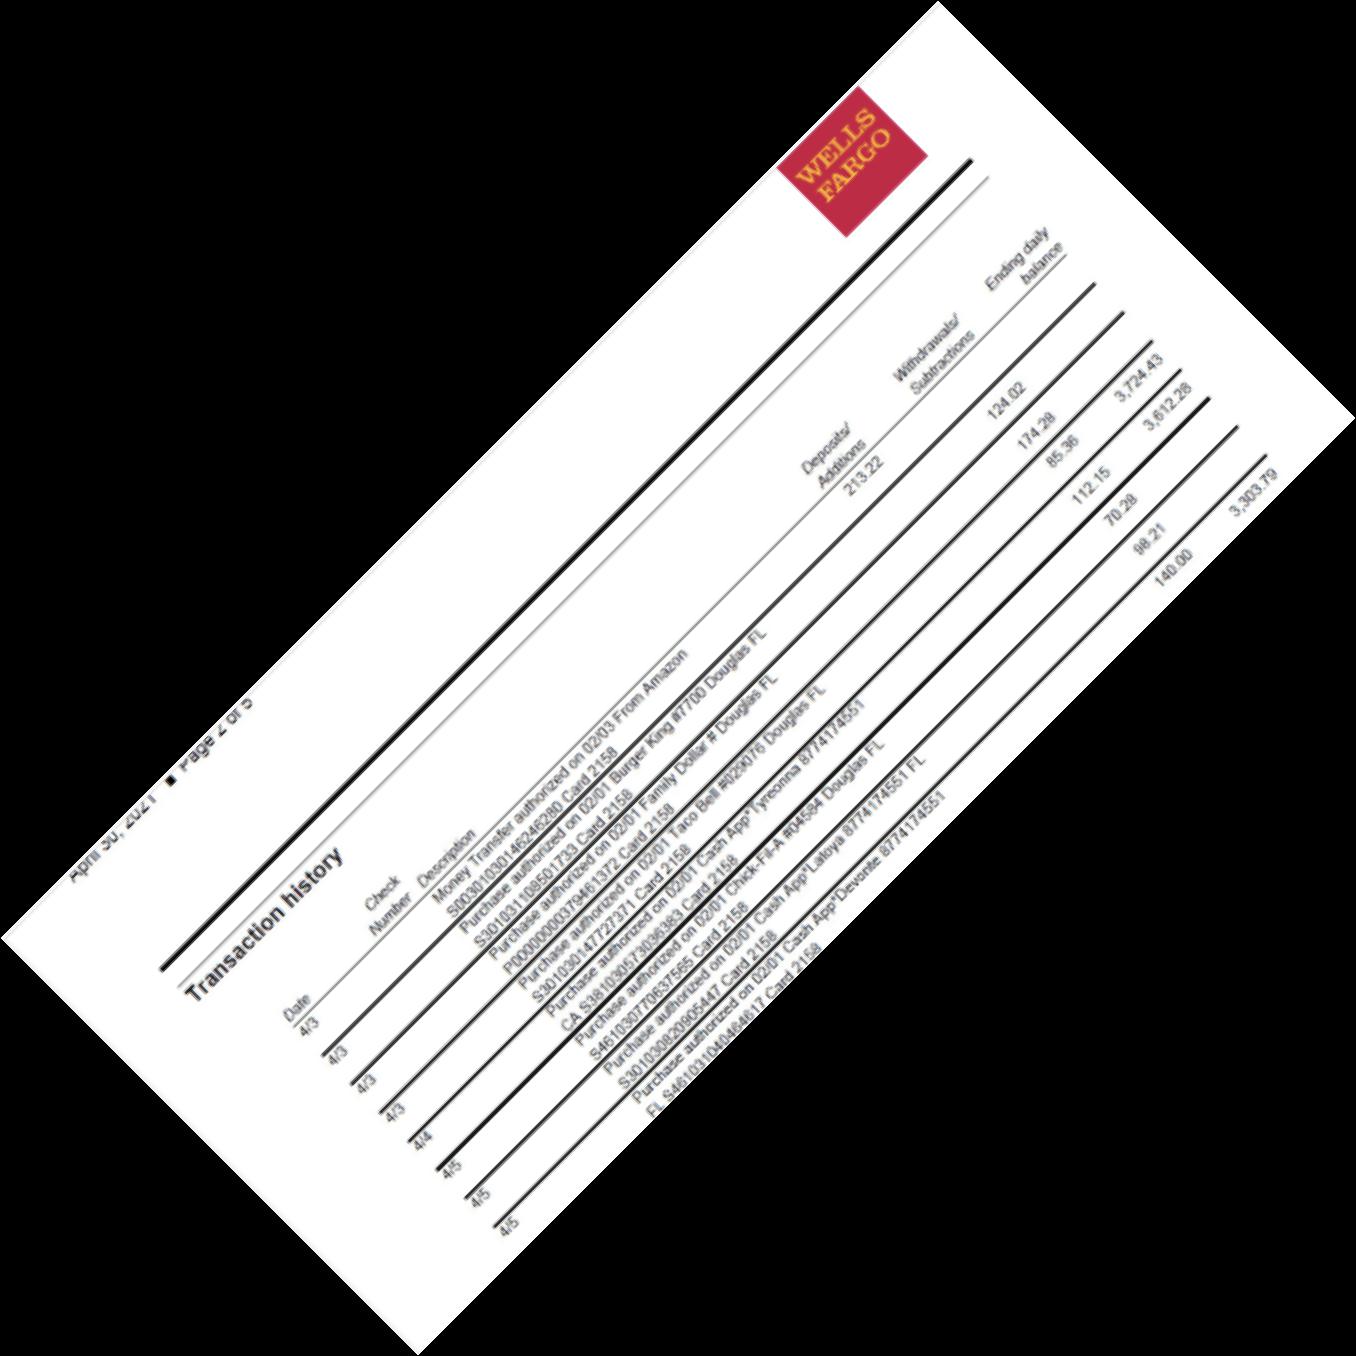 April 30, 2021 ■ Page 2 of 5
WELLS
FARGO
Transaction history
Date Check Number Description Deposits/ Additions Withdrawals/ Subtractions Ending daily balance
4/3 Money Transfer authorized on 02/03 From Amazon 213.22
S003010301462462​80 Card 2158
4/3 Purchase authorized on 02/01 Burger King #7700 Douglas FL 124.02
S301031108501733 Card 2158
4/3 Purchase authorized on 02/01 Family Dollar # Douglas FL 174.28
P000000037946​1372 Card 2158
4/3 Purchase authorized on 02/01 Taco Bell #029076 Douglas FL 85.36 3,724.43
S301030147727371 Card 2158
4/4 Purchase authorized on 02/01 Cash App*Tyreonna 8774174551 112.15 3,612.28
CA S381030573036383 Card 2158
4/5 Purchase authorized on 02/01 Chick-Fil-A #04584 Douglas FL 70.28
S461030770637565 Card 2158
4/5 Purchase authorized on 02/01 Cash App*Latoya 8774174551 FL 98.21
S301030820905447 Card 2158
4/5 Purchase authorized on 02/01 Cash App*Devonte 8774174551 140.00 3,303.79
FL S461031040464617 Card 2158